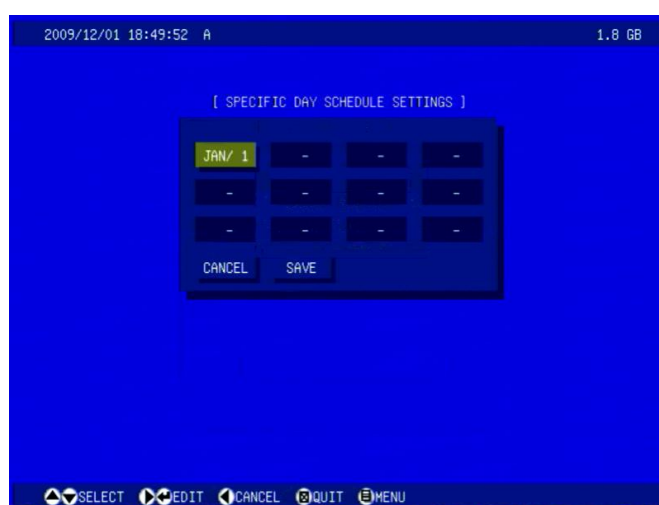 2009/12/01 18:49:52 A 1.8 GB
[ SPECIFIC DAY SCHEDULE SETTINGS ]
JAN/ 1 - - -
- - - -
- - - -
CANCEL SAVE
SELECT EDIT CANCEL QUIT MENU